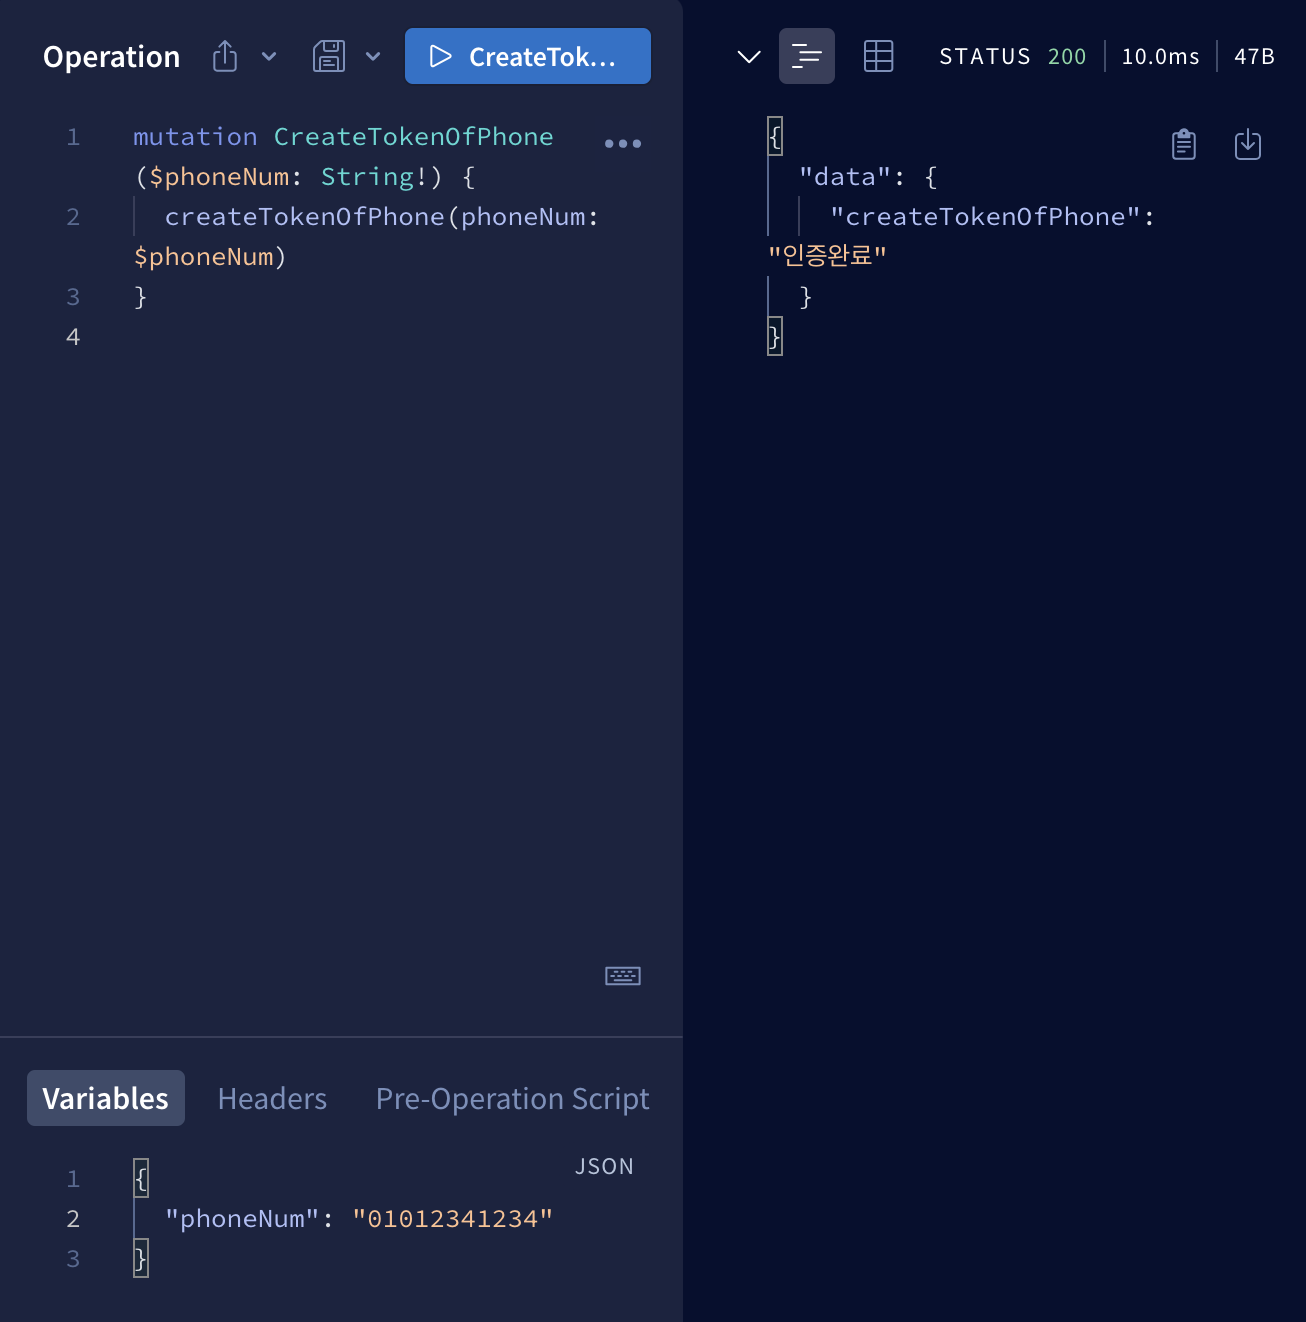 Operation
CreateTok...
1 mutation CreateTokenOfPhone
($phoneNum: String!) {
2 createTokenOfPhone(phoneNum:
$phoneNum)
3 }
4
Variables Headers Pre-Operation Script
JSON
1 {
2 "phoneNum": "01012341234"
3 }
STATUS 200 10.0ms 47B
{
"data": {
"createTokenOfPhone":
"인증완료"
}
}